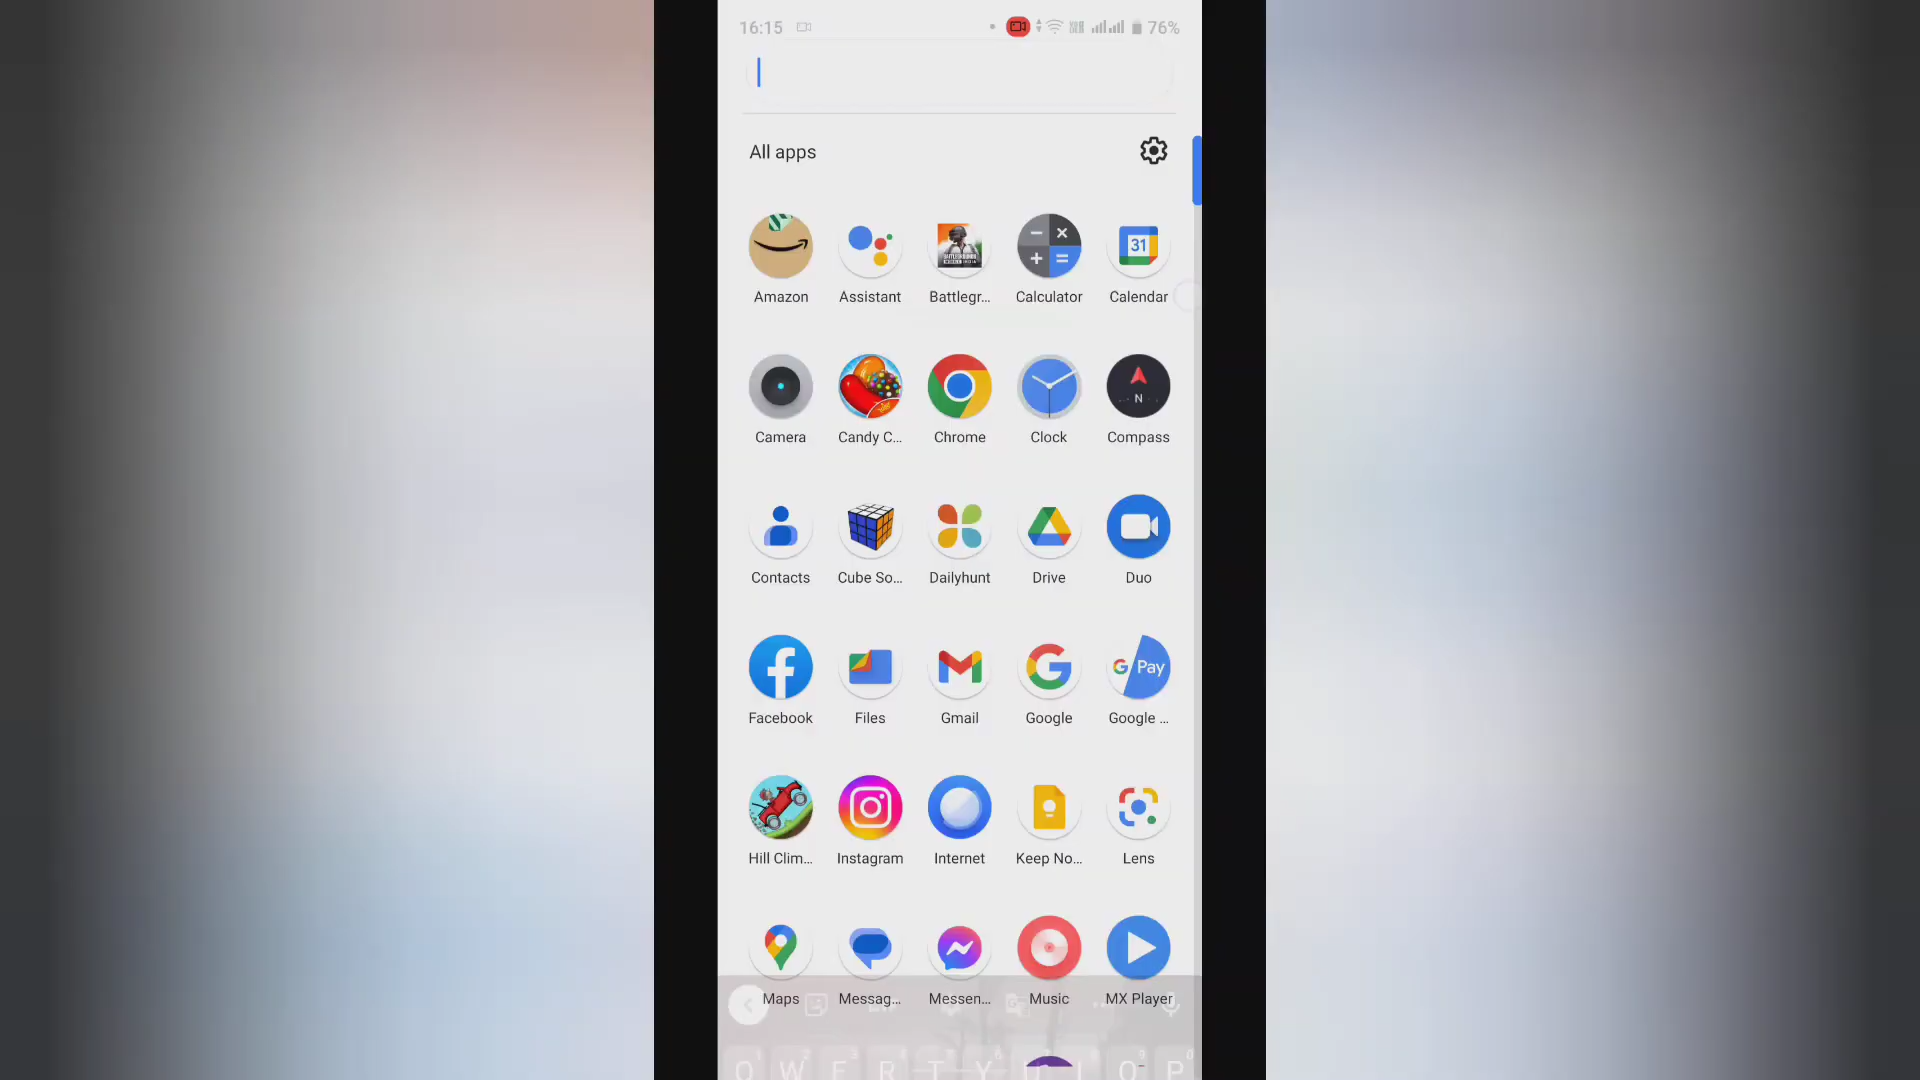 16:15 76%
All apps
31
Amazon Assistant Battlegr... Calculator Calendar
N
Camera Candy C... Chrome Clock Compass
Contacts Cube So... Dailyhunt Drive Duo
G Pay
Facebook Files Gmail Google Google ...
Hill Clim... Instagram Internet Keep No... Lens
Maps Messag... Messen... Music MX Player
Q W E R T Y U I O P